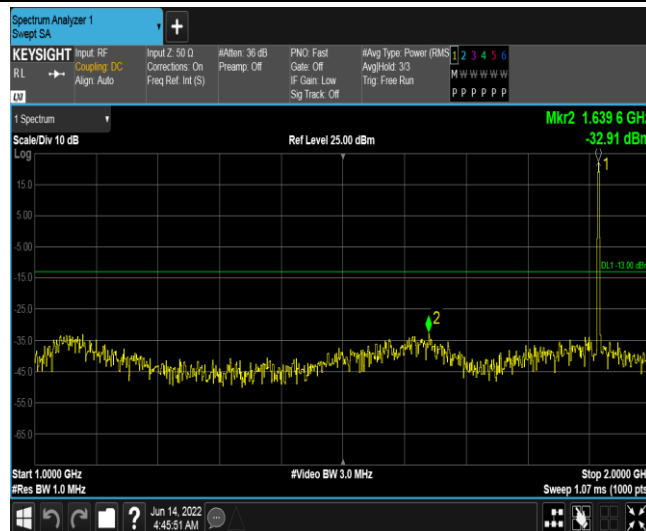 Spectrum Analyzer 1
Swept SA
+
KEYSIGHT
RL
LXI
Input: RF
Coupling: DC
Align: Auto
Input Z: 50 Ω
Corrections: On
Freq Ref: Int (S)
#Atten: 36 dB
Preamp: Off
PNO: Fast
Gate: Off
IF Gain: Low
Sig Track: Off
#Avg Type: Power (RMS
Avg|Hold: 3/3
Trig: Free Run
1 2 3 4 5 6
M W W W W W
P P P P P P
1 Spectrum
Scale/Div 10 dB
Ref Level 25.00 dBm
Mkr2 1.639 6 GHz
-32.91 dBm
Log
15.0
5.00
-5.00
-15.0
-25.0
-35.0
-45.0
-55.0
-65.0
1
DL1 -13.00 dBm
2
Start 1.0000 GHz
#Res BW 1.0 MHz
#Video BW 3.0 MHz
Stop 2.0000 GHz
Sweep 1.07 ms (1000 pts
?
Jun 14, 2022
4:45:51 AM